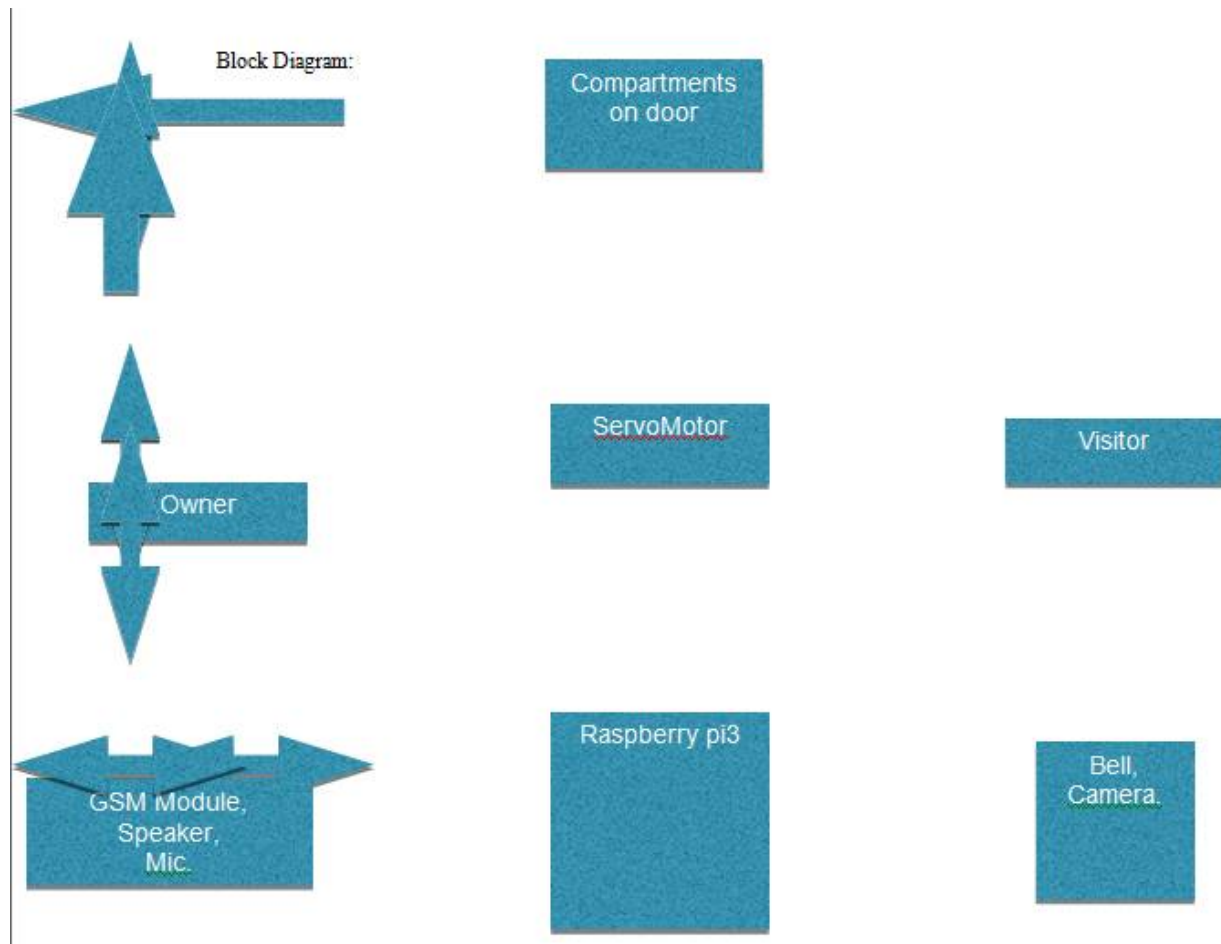 Block Diagram:
Compartments
on door
ServoMotor
Visitor
Owner
Raspberry pi3
Bell,
Camera.
GSM Module,
Speaker,
Mic.